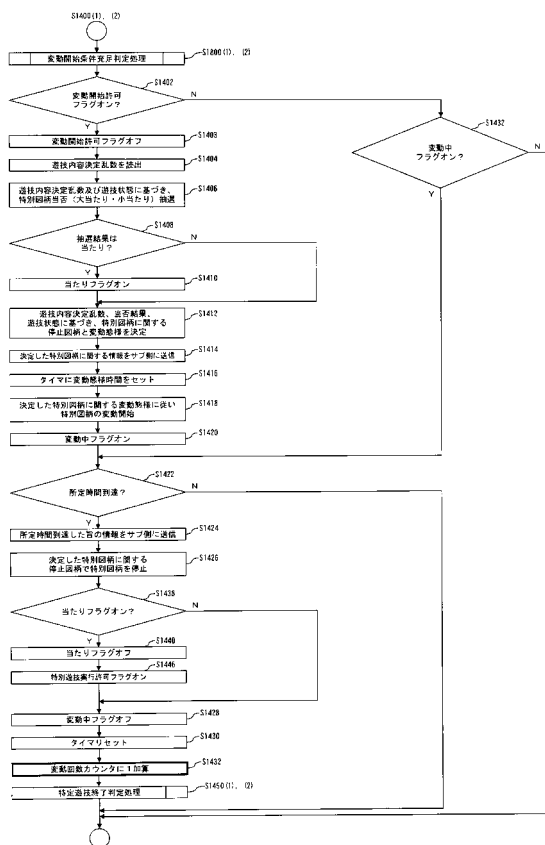 S1400(1)、(2)
変動開始条件充足判定処理
S1800(1)、(2)
S1402
変動開始許可
フラグオン？
N
Y
S1432
変動中
フラグオン？
N
Y
S1403
変動開始許可フラグオフ
S1404
遊技内容決定乱数を読出
S1406
遊技内容決定乱数及び遊技状態に基づき、
特別図柄当否（大当たり・小当たり）抽選
S1408
抽選結果は
当たり？
N
Y
S1410
当たりフラグオン
S1412
遊技内容決定乱数、当否結果、
遊技状態に基づき、特別図柄に関する
停止図柄と変動態様を決定
S1414
決定した特別図柄に関する情報をサブ側に送信
S1416
タイマに変動態様時間をセット
S1418
決定した特別図柄に関する変動態様に従い
特別図柄の変動開始
S1420
変動中フラグオン
S1422
所定時間到達？
N
Y
S1424
所定時間到達した旨の情報をサブ側に送信
S1426
決定した特別図柄に関する
停止図柄で特別図柄を停止
S1438
当たりフラグオン？
N
Y
S1440
当たりフラグオフ
S1446
特別遊技実行許可フラグオン
S1428
変動中フラグオフ
S1430
タイマリセット
S1432
変動回数カウンタに１加算
S1450(1)、(2)
特定遊技終了判定処理